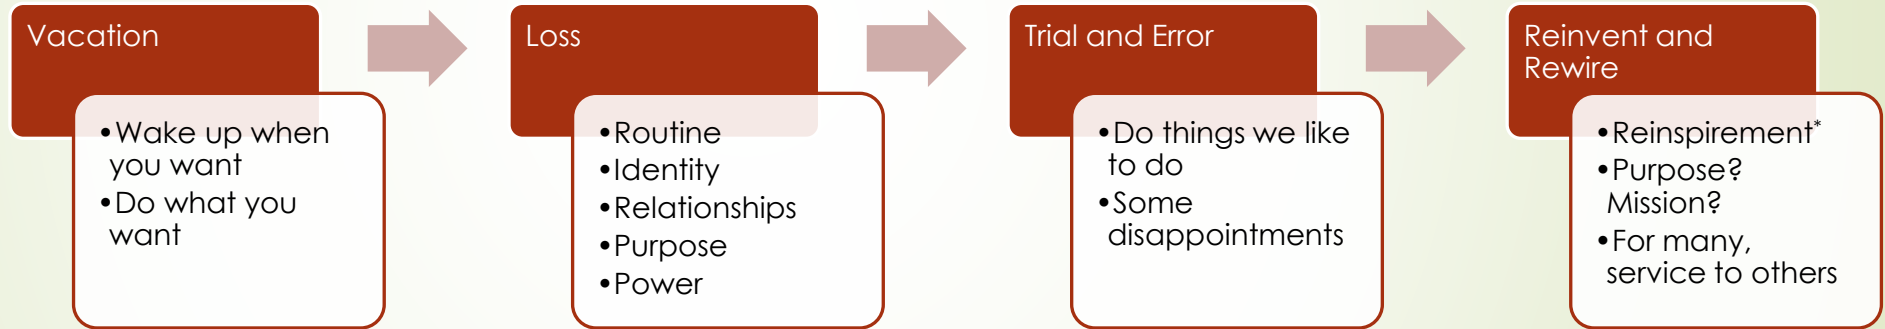 Vacation
•Wake up when
you want
•Do what you
want
Loss
•Routine
•Identity
•Relationships
•Purpose
•Power
Trial and Error
•Do things we like
to do
•Some
disappointments
Reinvent and
Rewire
•Reinspirement*
•Purpose?
Mission?
•For many,
service to others